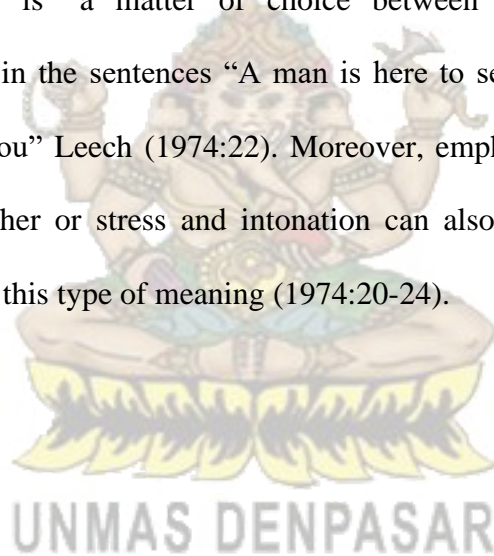 is "a matter of choice between
in the sentences "A man is here to se
ou" Leech (1974:22). Moreover, emph
her or stress and intonation can also
this type of meaning (1974:20-24).
UNMAS DENPASAR